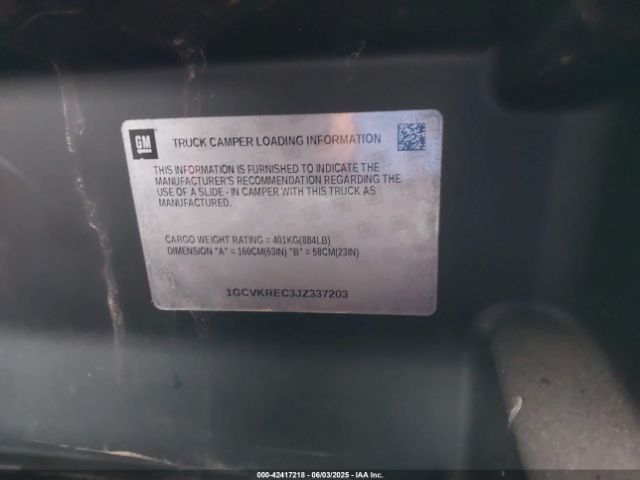 GM
TRUCK CAMPER LOADING INFORMATION
THIS INFORMATION IS FURNISHED TO INDICATE THE
MANUFACTURER'S RECOMMENDATION REGARDING THE
USE OF A SLIDE - IN CAMPER WITH THIS TRUCK AS
MANUFACTURED.
CARGO WEIGHT RATING = 401KG(884LB)
DIMENSION "A" = 160CM(63IN) "B" = 58CM(23IN)
1GCVKREC3JZ337203
000-42417218 - 06/03/2025 - IAA Inc.